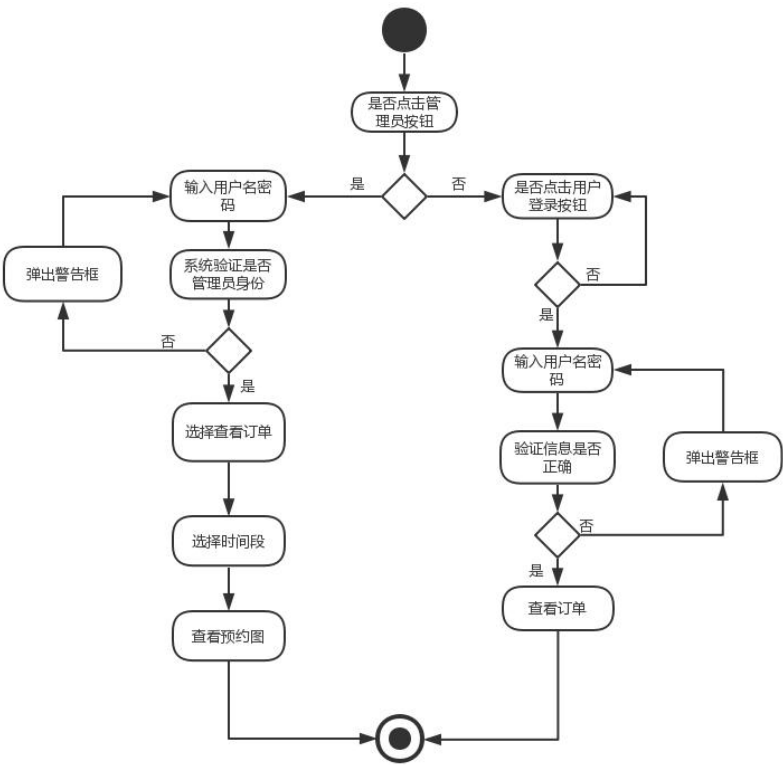 是否点击管
理员按钮
是
否
输入用户名密
码
是否点击用户
登录按钮
弹出警告框
系统验证是否
管理员身份
否
是
否
是
输入用户名密
码
选择查看订单
验证信息是否
正确
弹出警告框
否
选择时间段
是
查看订单
查看预约图